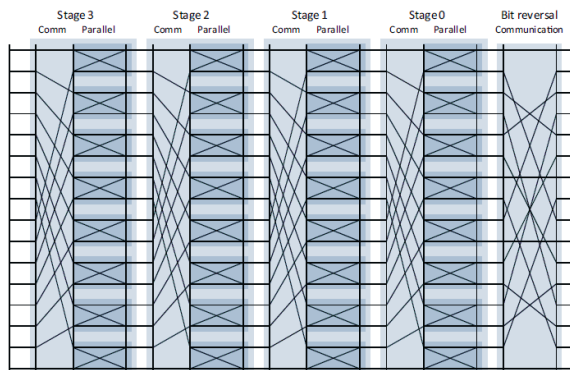 Stage 3 Stage 2 Stage 1 Stage 0 Bit reversal
Comm Parallel Comm Parallel Comm Parallel Comm Parallel Communication